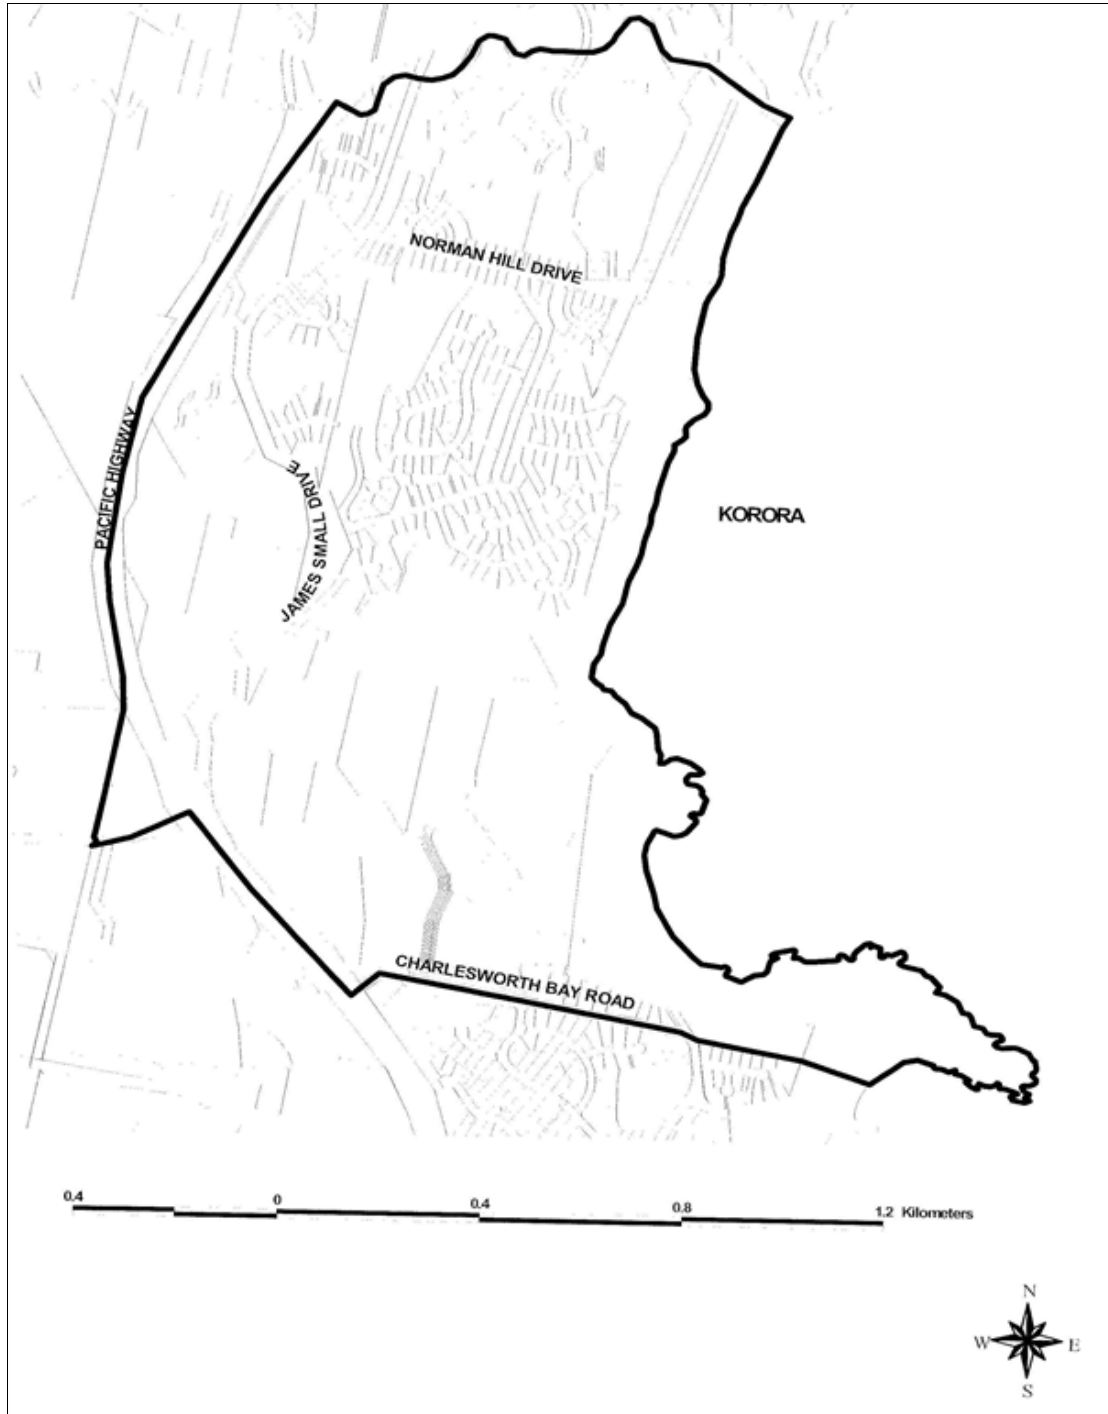 NORMAN HILL DRIVE
PACIFIC HIGHWAY
JAMES SMALL DRIVE
KORORA
CHARLESWORTH BAY ROAD
0.4 0 0.4 0.8 1.2 Kilometers
N
W E
S